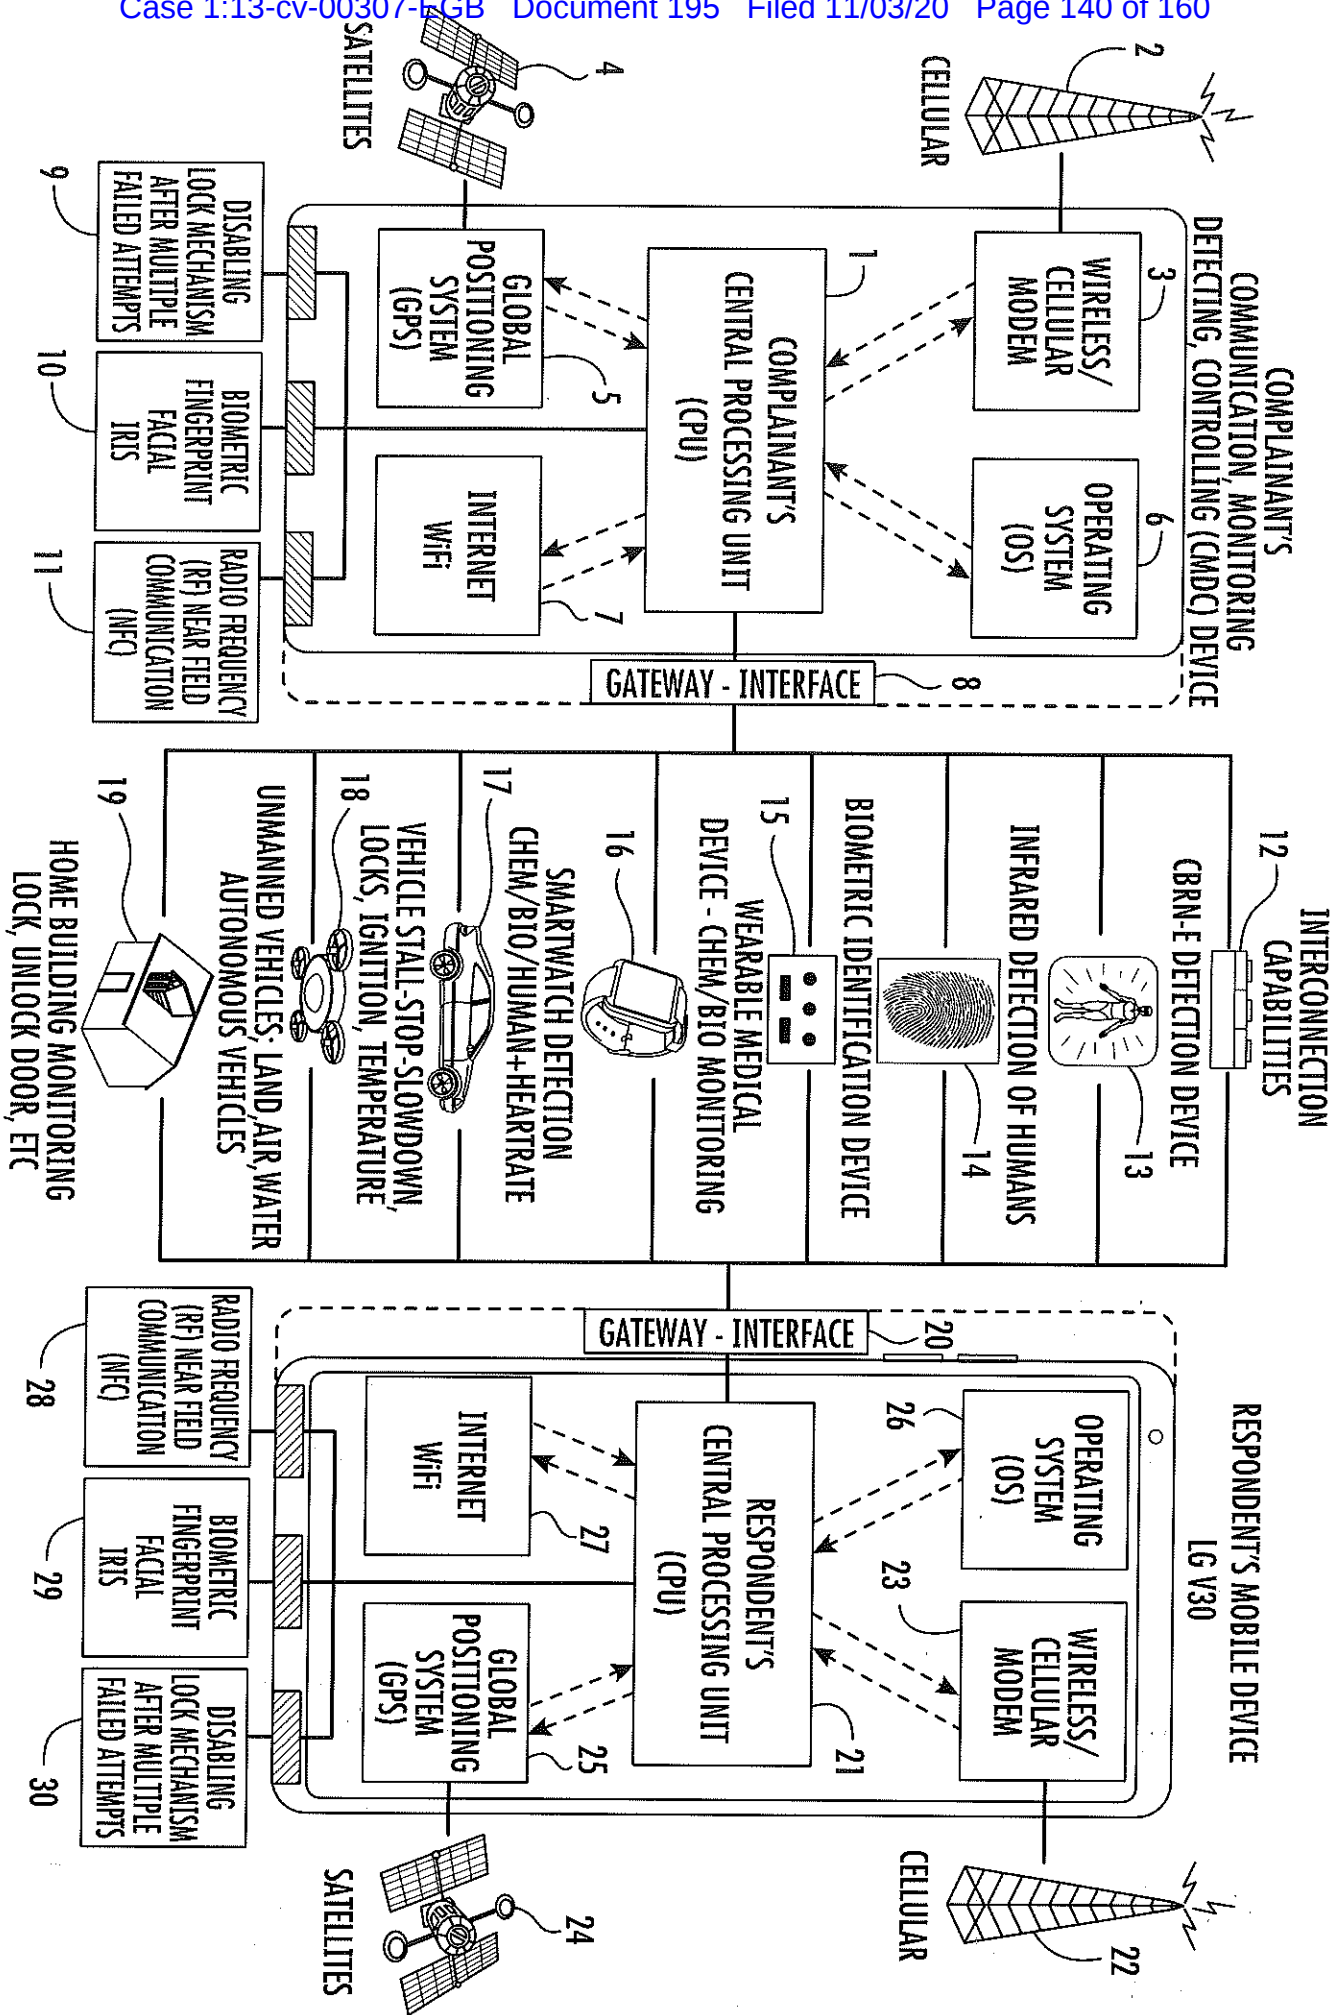 Case 1:13-cv-00307-EGB Document 195 Filed 11/03/20 Page 140 of 160
COMPLAINANT'S
COMMUNICATION, MONITORING
DETECTING, CONTROLLING (CMDC) DEVICE
2
CELLULAR
3
WIRELESS/
CELLULAR
MODEM
6
OPERATING
SYSTEM
(OS)
1
COMPLAINANT'S
CENTRAL PROCESSING UNIT
(CPU)
8
GATEWAY - INTERFACE
4
SATELLITES
5
GLOBAL
POSITIONING
SYSTEM
(GPS)
7
INTERNET
WiFi
DISABLING
LOCK MECHANISM
AFTER MULTIPLE
FAILED ATTEMPTS
9
BIOMETRIC
FINGERPRINT
FACIAL
IRIS
10
RADIO FREQUENCY
(RF) NEAR FIELD
COMMUNICATION
(NFC)
11
INTERCONNECTION
CAPABILITIES
12
CBRN-E DETECTION DEVICE
13
INFRARED DETECTION OF HUMANS
14
BIOMETRIC IDENTIFICATION DEVICE
15
WEARABLE MEDICAL
DEVICE - CHEM/BIO MONITORING
16
SMARTWATCH DETECTION
CHEM/BIO/HUMAN+HEARTRATE
17
VEHICLE STALL-STOP-SLOWDOWN,
LOCKS, IGNITION, TEMPERATURE
18
UNMANNED VEHICLES; LAND,AIR,WATER
AUTONOMOUS VEHICLES
19
HOME BUILDING MONITORING
LOCK, UNLOCK DOOR, ETC
RESPONDENT'S MOBILE DEVICE
LG V30
20
GATEWAY - INTERFACE
OPERATING
SYSTEM
(OS)
26
WIRELESS/
CELLULAR
MODEM
23
22
CELLULAR
RESPONDENT'S
CENTRAL PROCESSING UNIT
(CPU)
21
INTERNET
WiFi
27
GLOBAL
POSITIONING
SYSTEM
(GPS)
25
24
SATELLITES
RADIO FREQUENCY
(RF) NEAR FIELD
COMMUNICATION
(NFC)
28
BIOMETRIC
FINGERPRINT
FACIAL
IRIS
29
DISABLING
LOCK MECHANISM
AFTER MULTIPLE
FAILED ATTEMPTS
30